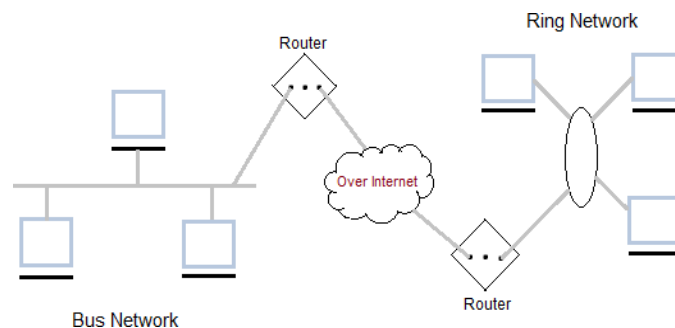 Ring Network
Router
Over Internet
Router
Bus Network